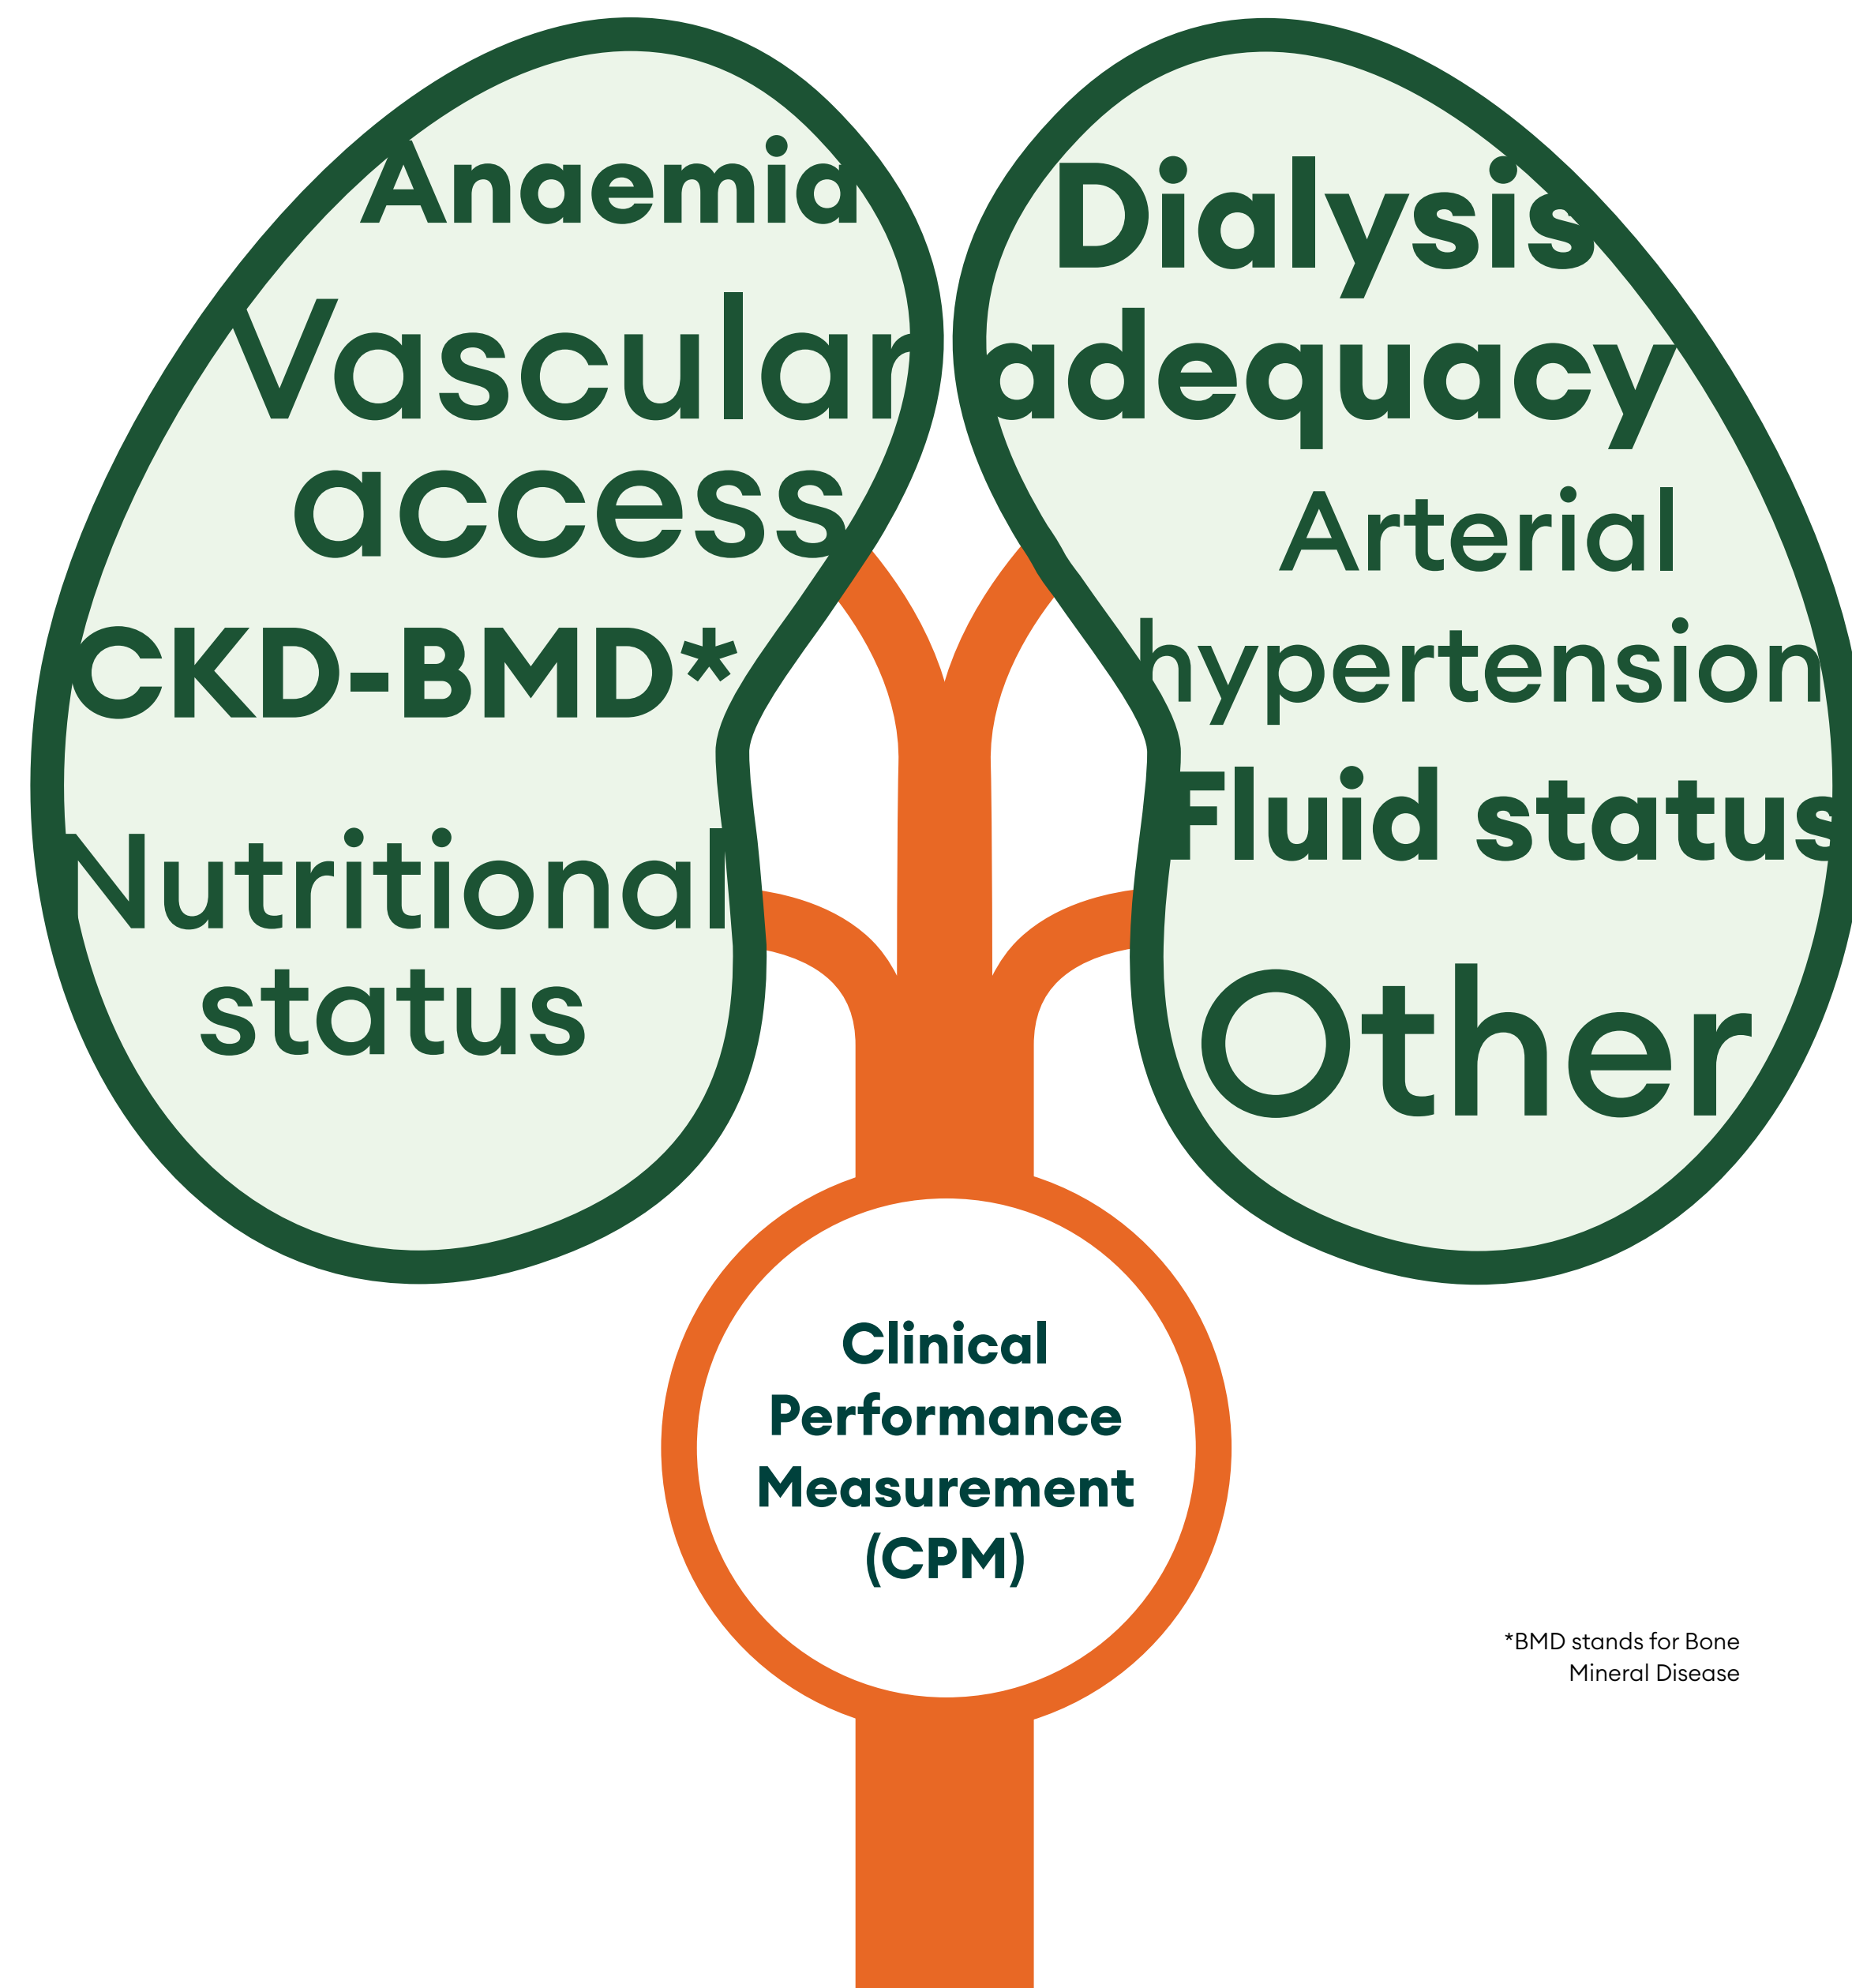 Anaemia
Vascular
access
CKD-BMD*
Nutritional
status
Dialysis
adequacy
Arterial
hypertension
Fluid status
Other
Clinical
Performance
Measurement
(CPM)
*BMD stands for Bone
Mineral Disease